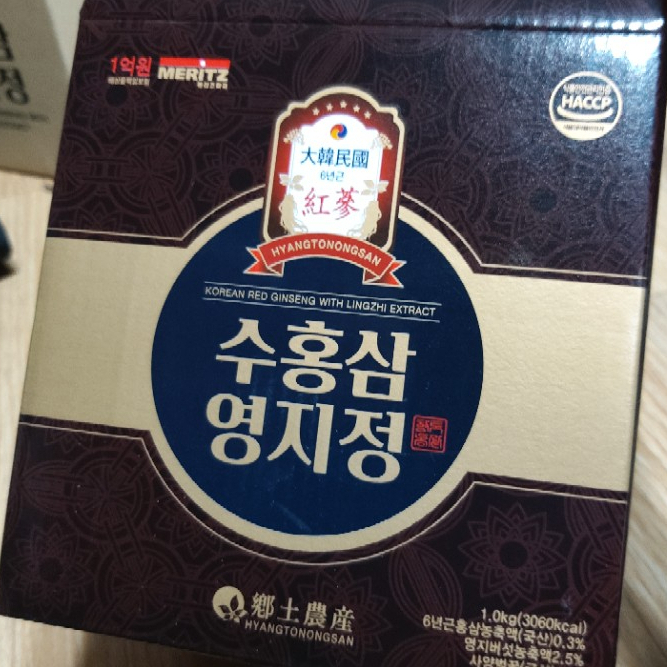 1억원
MERITZ
HACCP
大韓民國
6년근
紅蔘
HYANGTONONGSAN
KOREAN RED GINSENG WITH LINGZHI EXTRACT
수홍삼
영지정
鄉土農産
HYANGTONONGSAN
1.0kg(3060kcal)
6년근홍삼농축액(국산)0.3%
영지버섯농축액2.5%